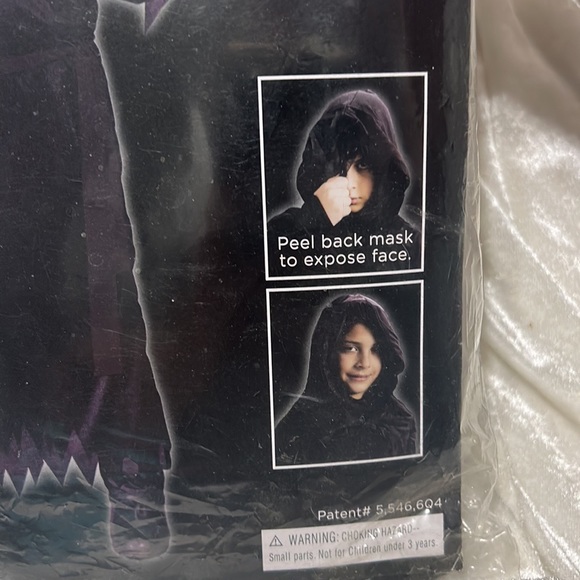 Peel back mask
to expose face.
Patent# 5,546,604
⚠ WARNING: CHOKING HAZARD--
Small parts. Not for Children under 3 years